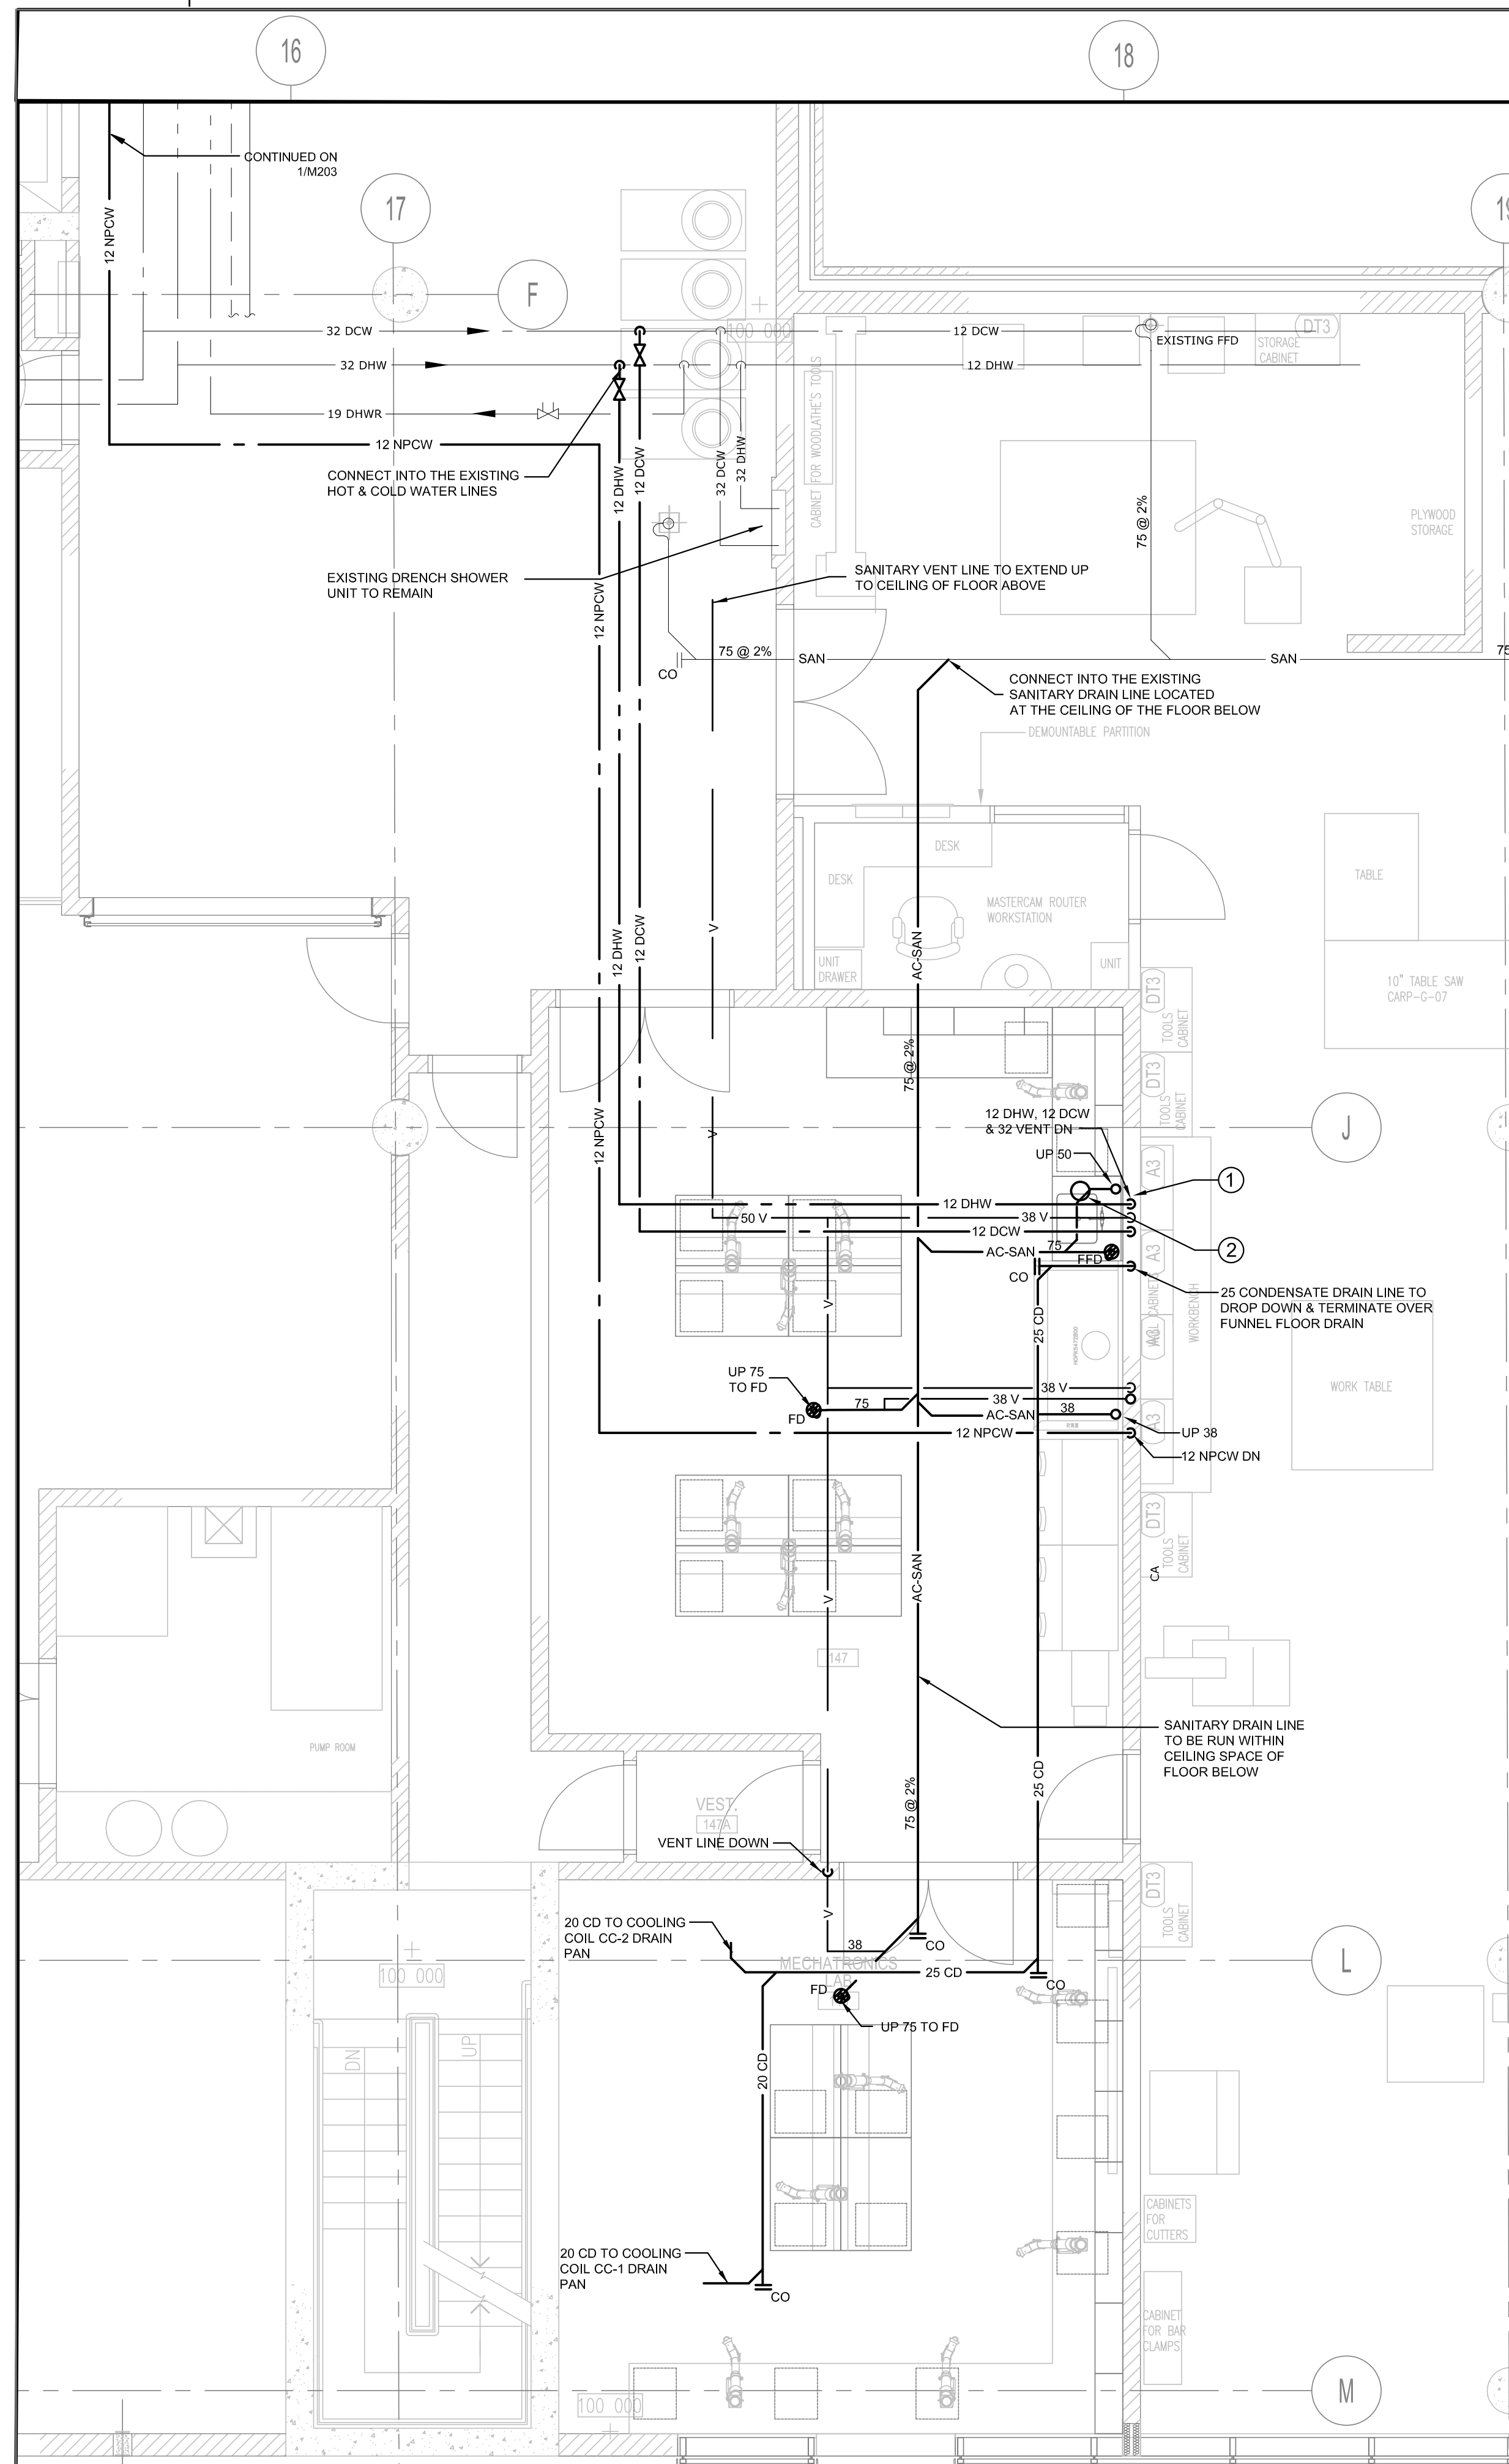 16
18
CONTINUED ON
1/M203
17
19
12 NPCW
F
32 DCW
100 000
12 DCW
EXISTING FFD
DT3
STORAGE
CABINET
32 DHW
12 DHW
19 DHWR
12 NPCW
CABINET FOR WOODLATHE'S TOOLS
CONNECT INTO THE EXISTING
HOT & COLD WATER LINES
12 DHW
12 DCW
32 DCW
32 DHW
75 @ 2%
PLYWOOD
STORAGE
EXISTING DRENCH SHOWER
UNIT TO REMAIN
SANITARY VENT LINE TO EXTEND UP
TO CEILING OF FLOOR ABOVE
12 NPCW
75 @ 2%
SAN
SAN
75
CO
CONNECT INTO THE EXISTING
SANITARY DRAIN LINE LOCATED
AT THE CEILING OF THE FLOOR BELOW
DEMOUNTABLE PARTITION
DESK
DESK
TABLE
MASTERCAM ROUTER
WORKSTATION
12 DHW
12 DCW
V
AC-SAN
UNIT
DRAWER
UNIT
10" TABLE SAW
CARP-G-07
DT3
TOOLS
CABINET
75 @ 2%
DT3
TOOLS
CABINET
12 NPCW
V
12 DHW, 12 DCW
& 32 VENT DN
J
UP 50
A3
1
12 DHW
50 V
38 V
12 DCW
75
AC-SAN
FFD
A3
2
CO
25 CONDENSATE DRAIN LINE TO
DROP DOWN & TERMINATE OVER
FUNNEL FLOOR DRAIN
V
25 CD
WORKBENCH
UP 75
TO FD
38 V
38 V
WORK TABLE
75
FD
AC-SAN
38
A3
12 NPCW
UP 38
12 NPCW DN
DT3
TOOLS
CABINET
CA
V
AC-SAN
147
SANITARY DRAIN LINE
TO BE RUN WITHIN
CEILING SPACE OF
FLOOR BELOW
PUMP ROOM
25 CD
75 @ 2%
VEST.
147A
VENT LINE DOWN
DT3
TOOLS
CABINET
V
20 CD TO COOLING
COIL CC-2 DRAIN
PAN
38
CO
L
MECHATRONICS
LAB
25 CD
100 000
CO
FD
UP 75 TO FD
DN
UP
20 CD
CABINETS
FOR
CUTTERS
20 CD TO COOLING
COIL CC-1 DRAIN
PAN
CO
CABINET
FOR BAR
CLAMPS
M
100 000